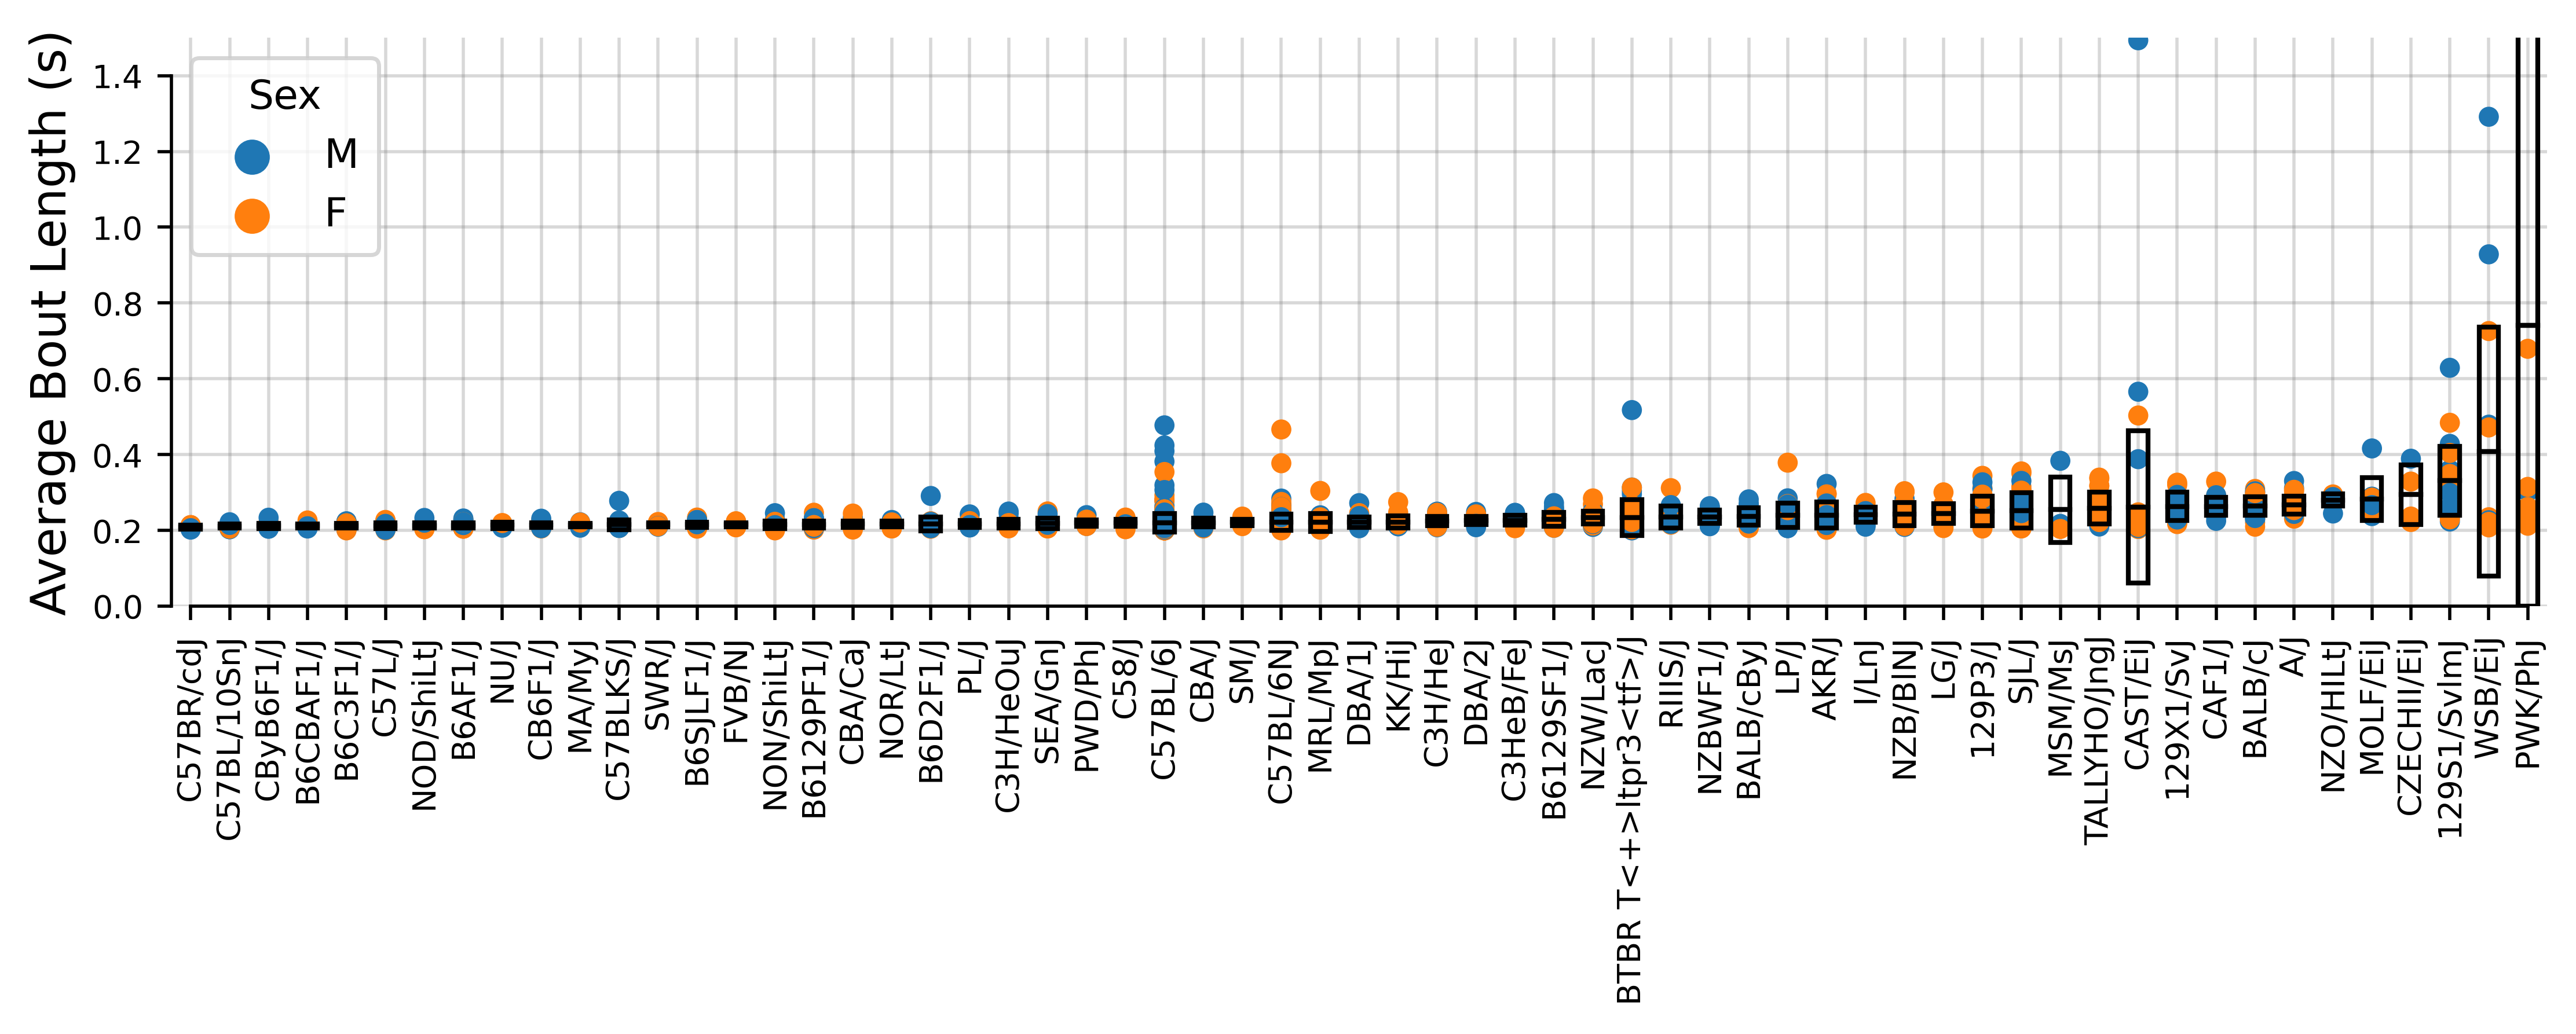 Average Bout Length (s)
1.4
1.2
1.0
0.8
0.6
0.4
0.2
0.0
Sex
M
F
C57BR/cdJ
C57BL/10SnJ
CByB6F1/J
B6CBAF1/J
B6C3F1/J
C57L/J
NOD/ShiLtJ
B6AF1/J
NU/J
CB6F1/J
MA/MyJ
C57BLKS/J
SWR/J
B6SJLF1/J
FVB/NJ
NON/ShiLtJ
B6129PF1/J
CBA/CaJ
NOR/LtJ
B6D2F1/J
PL/J
C3H/HeOuJ
SEA/GnJ
PWD/PhJ
C58/J
C57BL/6J
CBA/J
SM/J
C57BL/6NJ
MRL/MpJ
DBA/1J
KK/HiJ
C3H/HeJ
DBA/2J
C3HeB/FeJ
B6129SF1/J
NZW/LacJ
BTBR T<+>ltpr3<tf>/J
RIIIS/J
NZBWF1/J
BALB/cByJ
LP/J
AKR/J
I/LnJ
NZB/BlNJ
LG/J
129P3/J
SJL/J
MSM/MsJ
TALLYHO/JngJ
CAST/EiJ
129X1/SvJ
CAF1/J
BALB/cJ
A/J
NZO/HlLtJ
MOLF/EiJ
CZECHII/EiJ
129S1/SvImJ
WSB/EiJ
PWK/PhJ